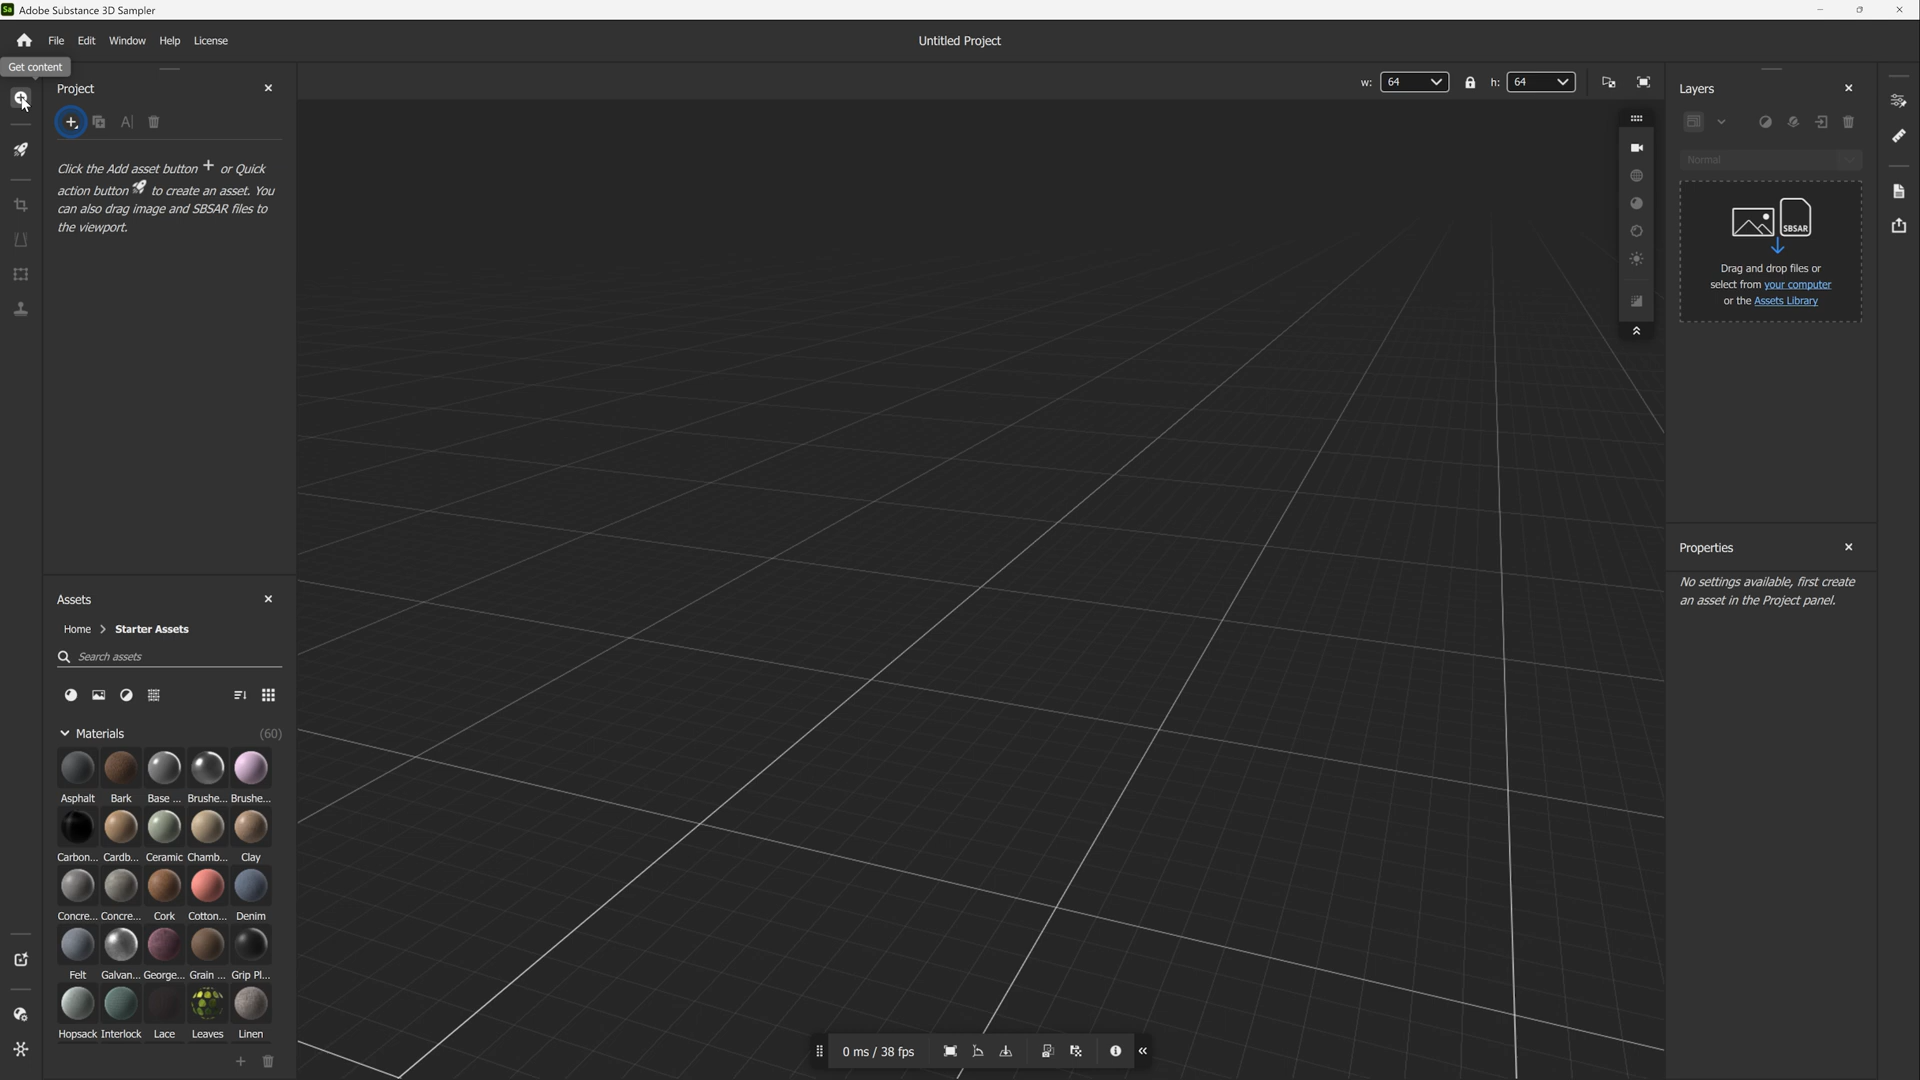 Sa Adobe Substance 3D Sampler
File Edit Window Help License
Untitled Project
Get content
Project
Click the Add asset button + or Quick
action button to create an asset. You
can also drag image and SBSAR files to
the viewport.
w: 64 h: 64
Layers
Normal
SBSAR
Drag and drop files or
select from your computer
or the Assets Library
Properties
No settings available, first create
an asset in the Project panel.
Assets
Home > Starter Assets
Search assets
Materials (60)
Asphalt Bark Base ... Brushe... Brushe...
Carbon... Cardb... Ceramic Chamb... Clay
Concre... Concre... Cork Cotton... Denim
Felt Galvan... George... Grain ... Grip Pl...
Hopsack Interlock Lace Leaves Linen
0 ms / 38 fps